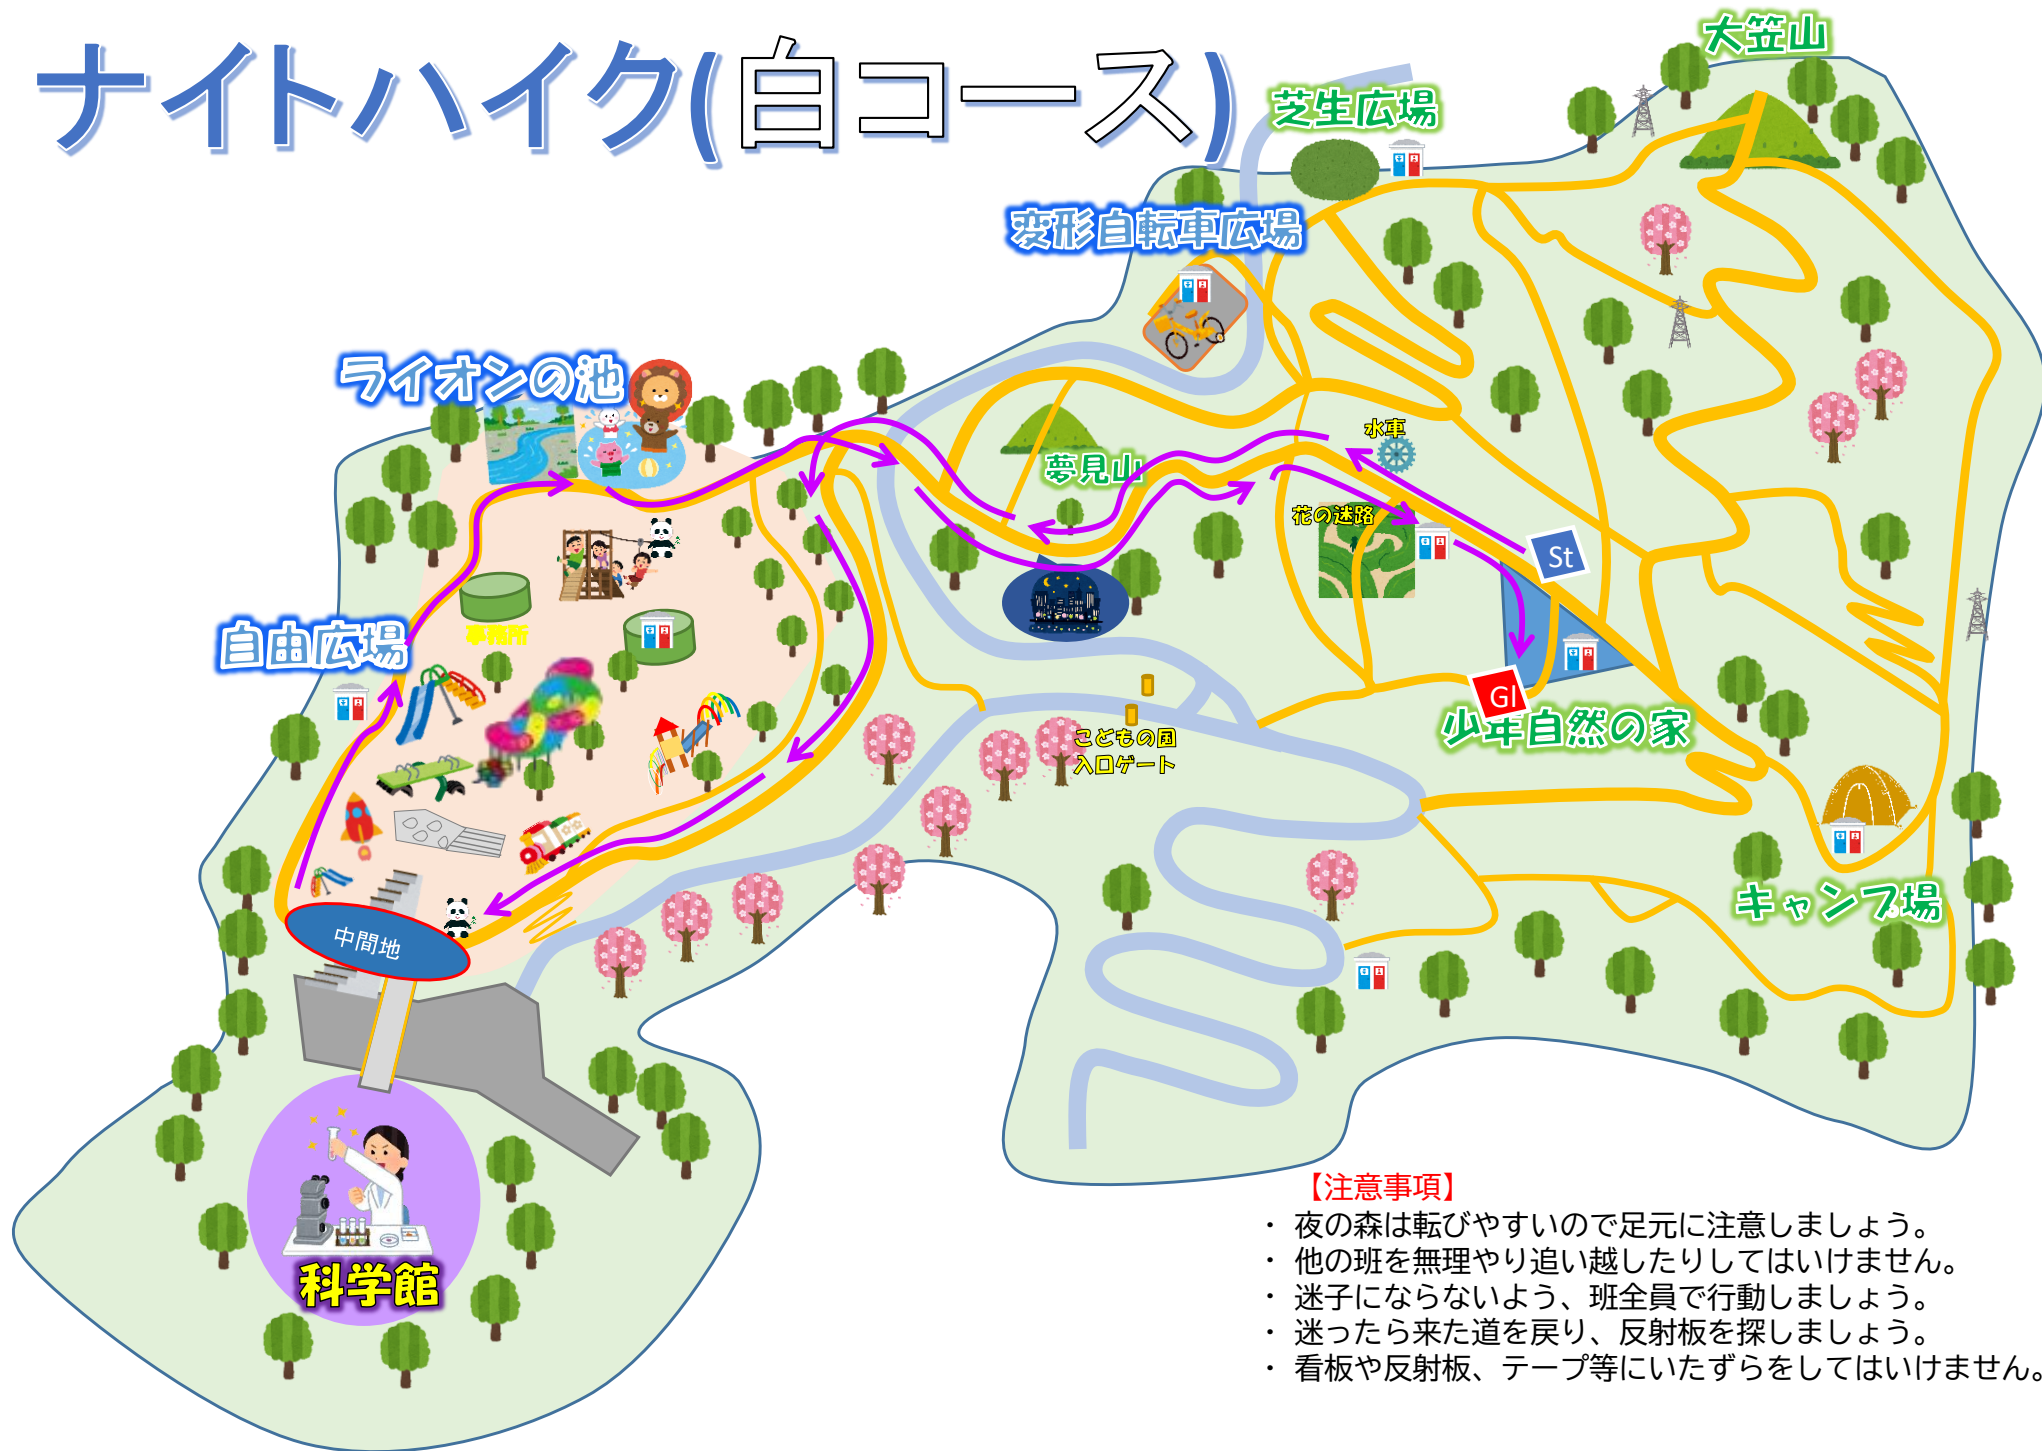 ナイトハイク(白コース)
大笠山
芝生広場
変形自転車広場
ライオンの池
水車
夢見山
花の迷路
St
自由広場
事務所
Gl
少年自然の家
こどもの国
入口ゲート
キャンプ場
中間地
科学館
【注意事項】
・ 夜の森は転びやすいので足元に注意しましょう。
・ 他の班を無理やり追い越したりしてはいけません。
・ 迷子にならないよう、班全員で行動しましょう。
・ 迷ったら来た道を戻り、反射板を探しましょう。
・ 看板や反射板、テープ等にいたずらをしてはいけません。